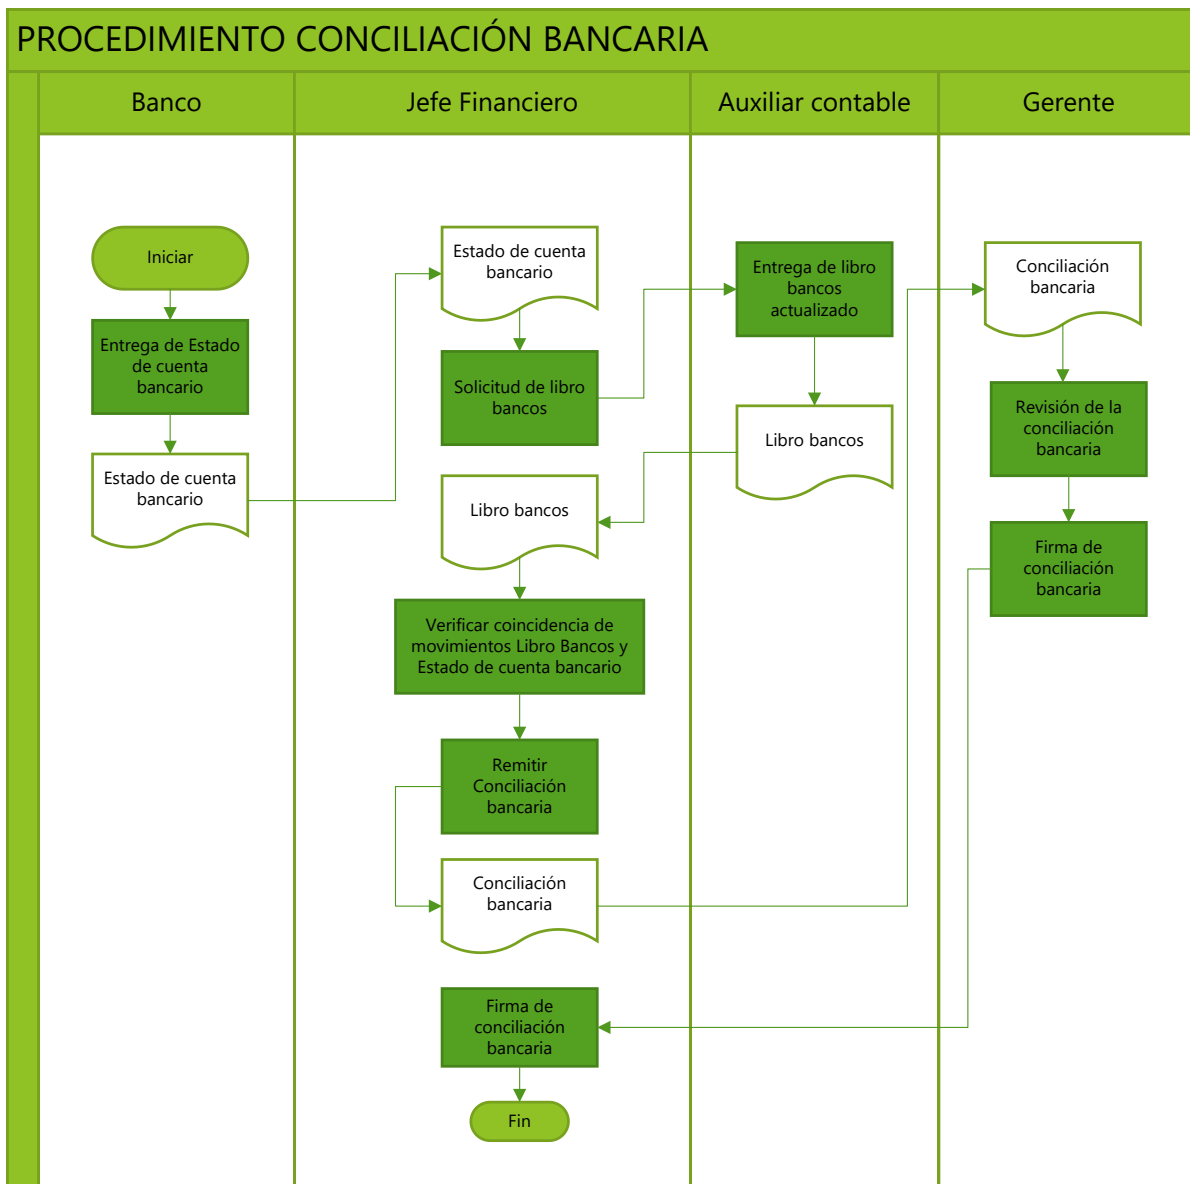 PROCEDIMIENTO CONCILIACIÓN BANCARIA
Banco
Jefe Financiero
Auxiliar contable
Gerente
Iniciar
Entrega de Estado
de cuenta
bancario
Estado de cuenta
bancario
Estado de cuenta
bancario
Solicitud de libro
bancos
Libro bancos
Verificar coincidencia de
movimientos Libro Bancos y
Estado de cuenta bancario
Remitir
Conciliación
bancaria
Conciliación
bancaria
Firma de
conciliación
bancaria
Fin
Entrega de libro
bancos
actualizado
Libro bancos
Conciliación
bancaria
Revisión de la
conciliación
bancaria
Firma de
conciliación
bancaria